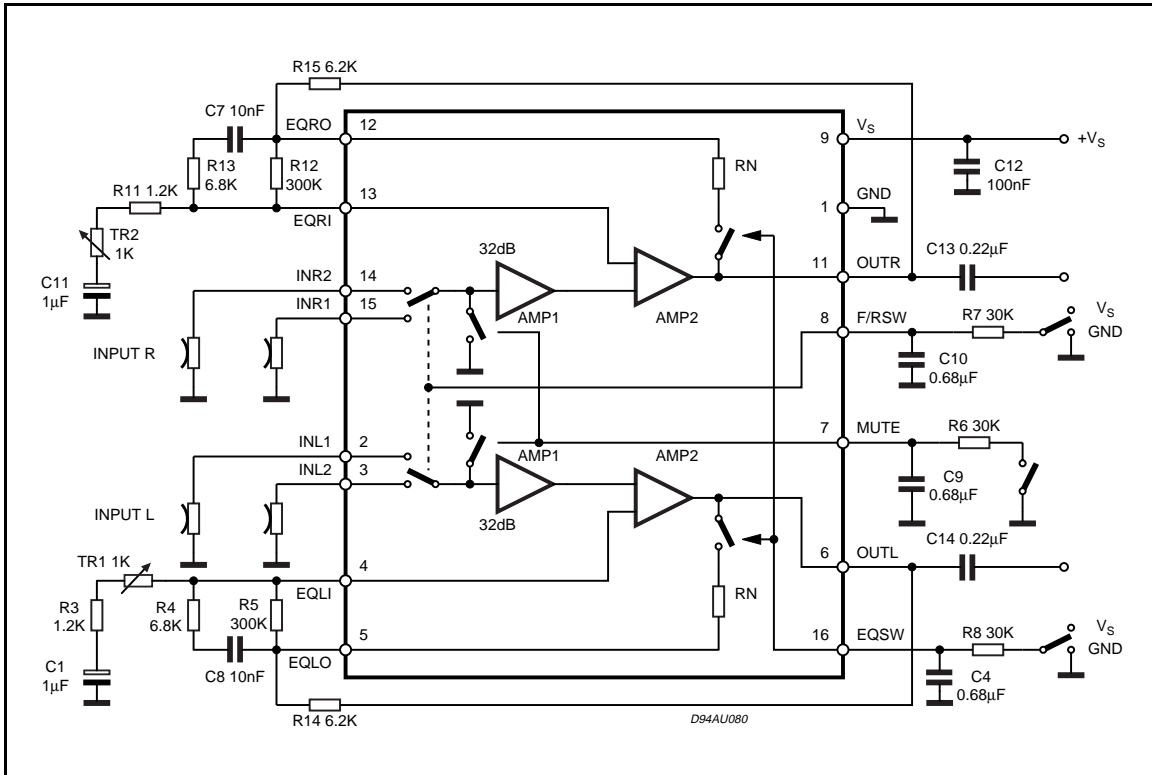 R15 6.2K
C7 10nF
EQRO
12
9
VS
+VS
R13
6.8K
R12
300K
RN
C12
100nF
R11 1.2K
13
GND
1
EQRI
TR2
1K
32dB
C13 0.22µF
C11
1µF
INR2
14
11
OUTR
INR1
15
AMP1
AMP2
8
F/RSW
R7 30K
VS
GND
INPUT R
C10
0.68µF
INL1
2
7
MUTE
R6 30K
INL2
3
AMP1
AMP2
C9
0.68µF
INPUT L
32dB
C14 0.22µF
TR1 1K
4
6
OUTL
EQLI
R3
1.2K
R4
6.8K
R5
300K
RN
5
16
EQSW
R8 30K
VS
GND
C1
1µF
EQLO
C8 10nF
C4
0.68µF
R14 6.2K
D94AU080